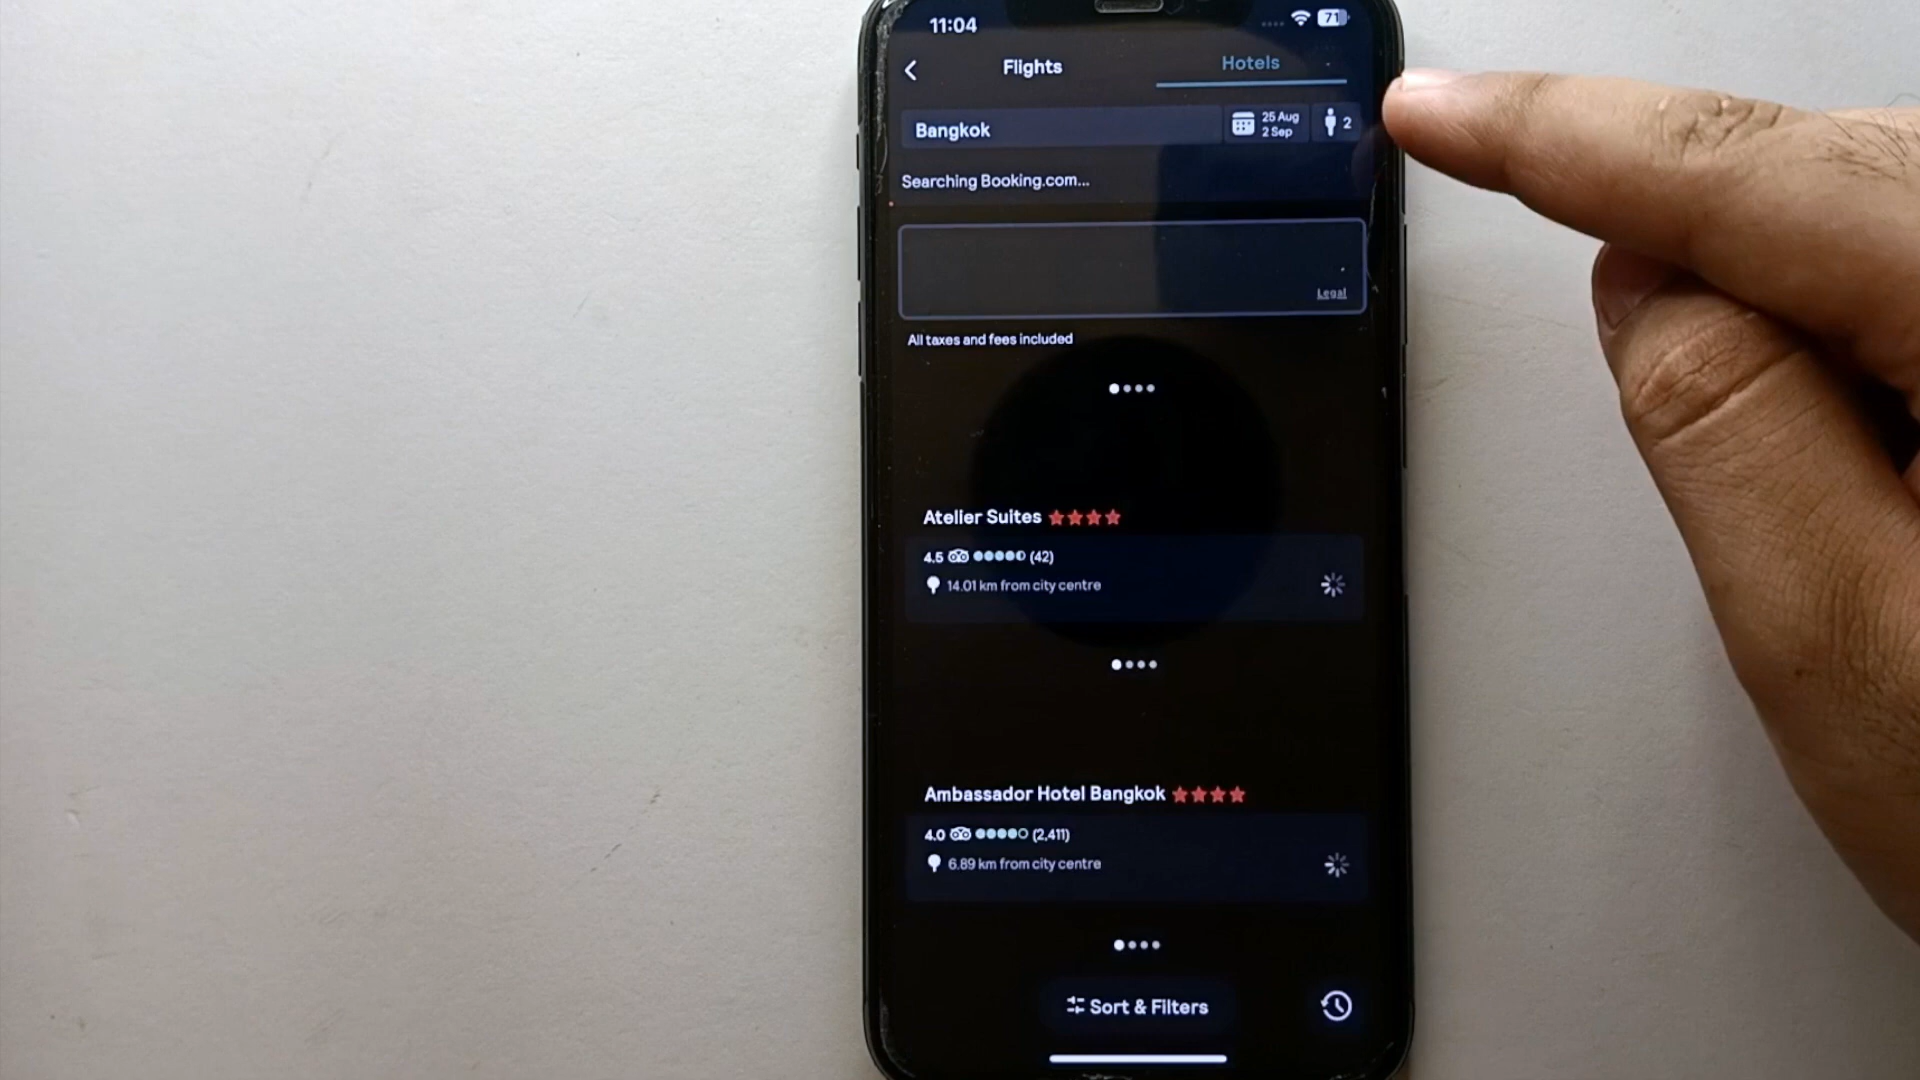 11:04
71
Flights
Hotels
Bangkok
25 Aug
2 Sep
2
Searching Booking.com...
Legal
All taxes and fees included
Atelier Suites
4.5 (42)
14.01 km from city centre
Ambassador Hotel Bangkok
4.0 (2,411)
6.89 km from city centre
Sort & Filters